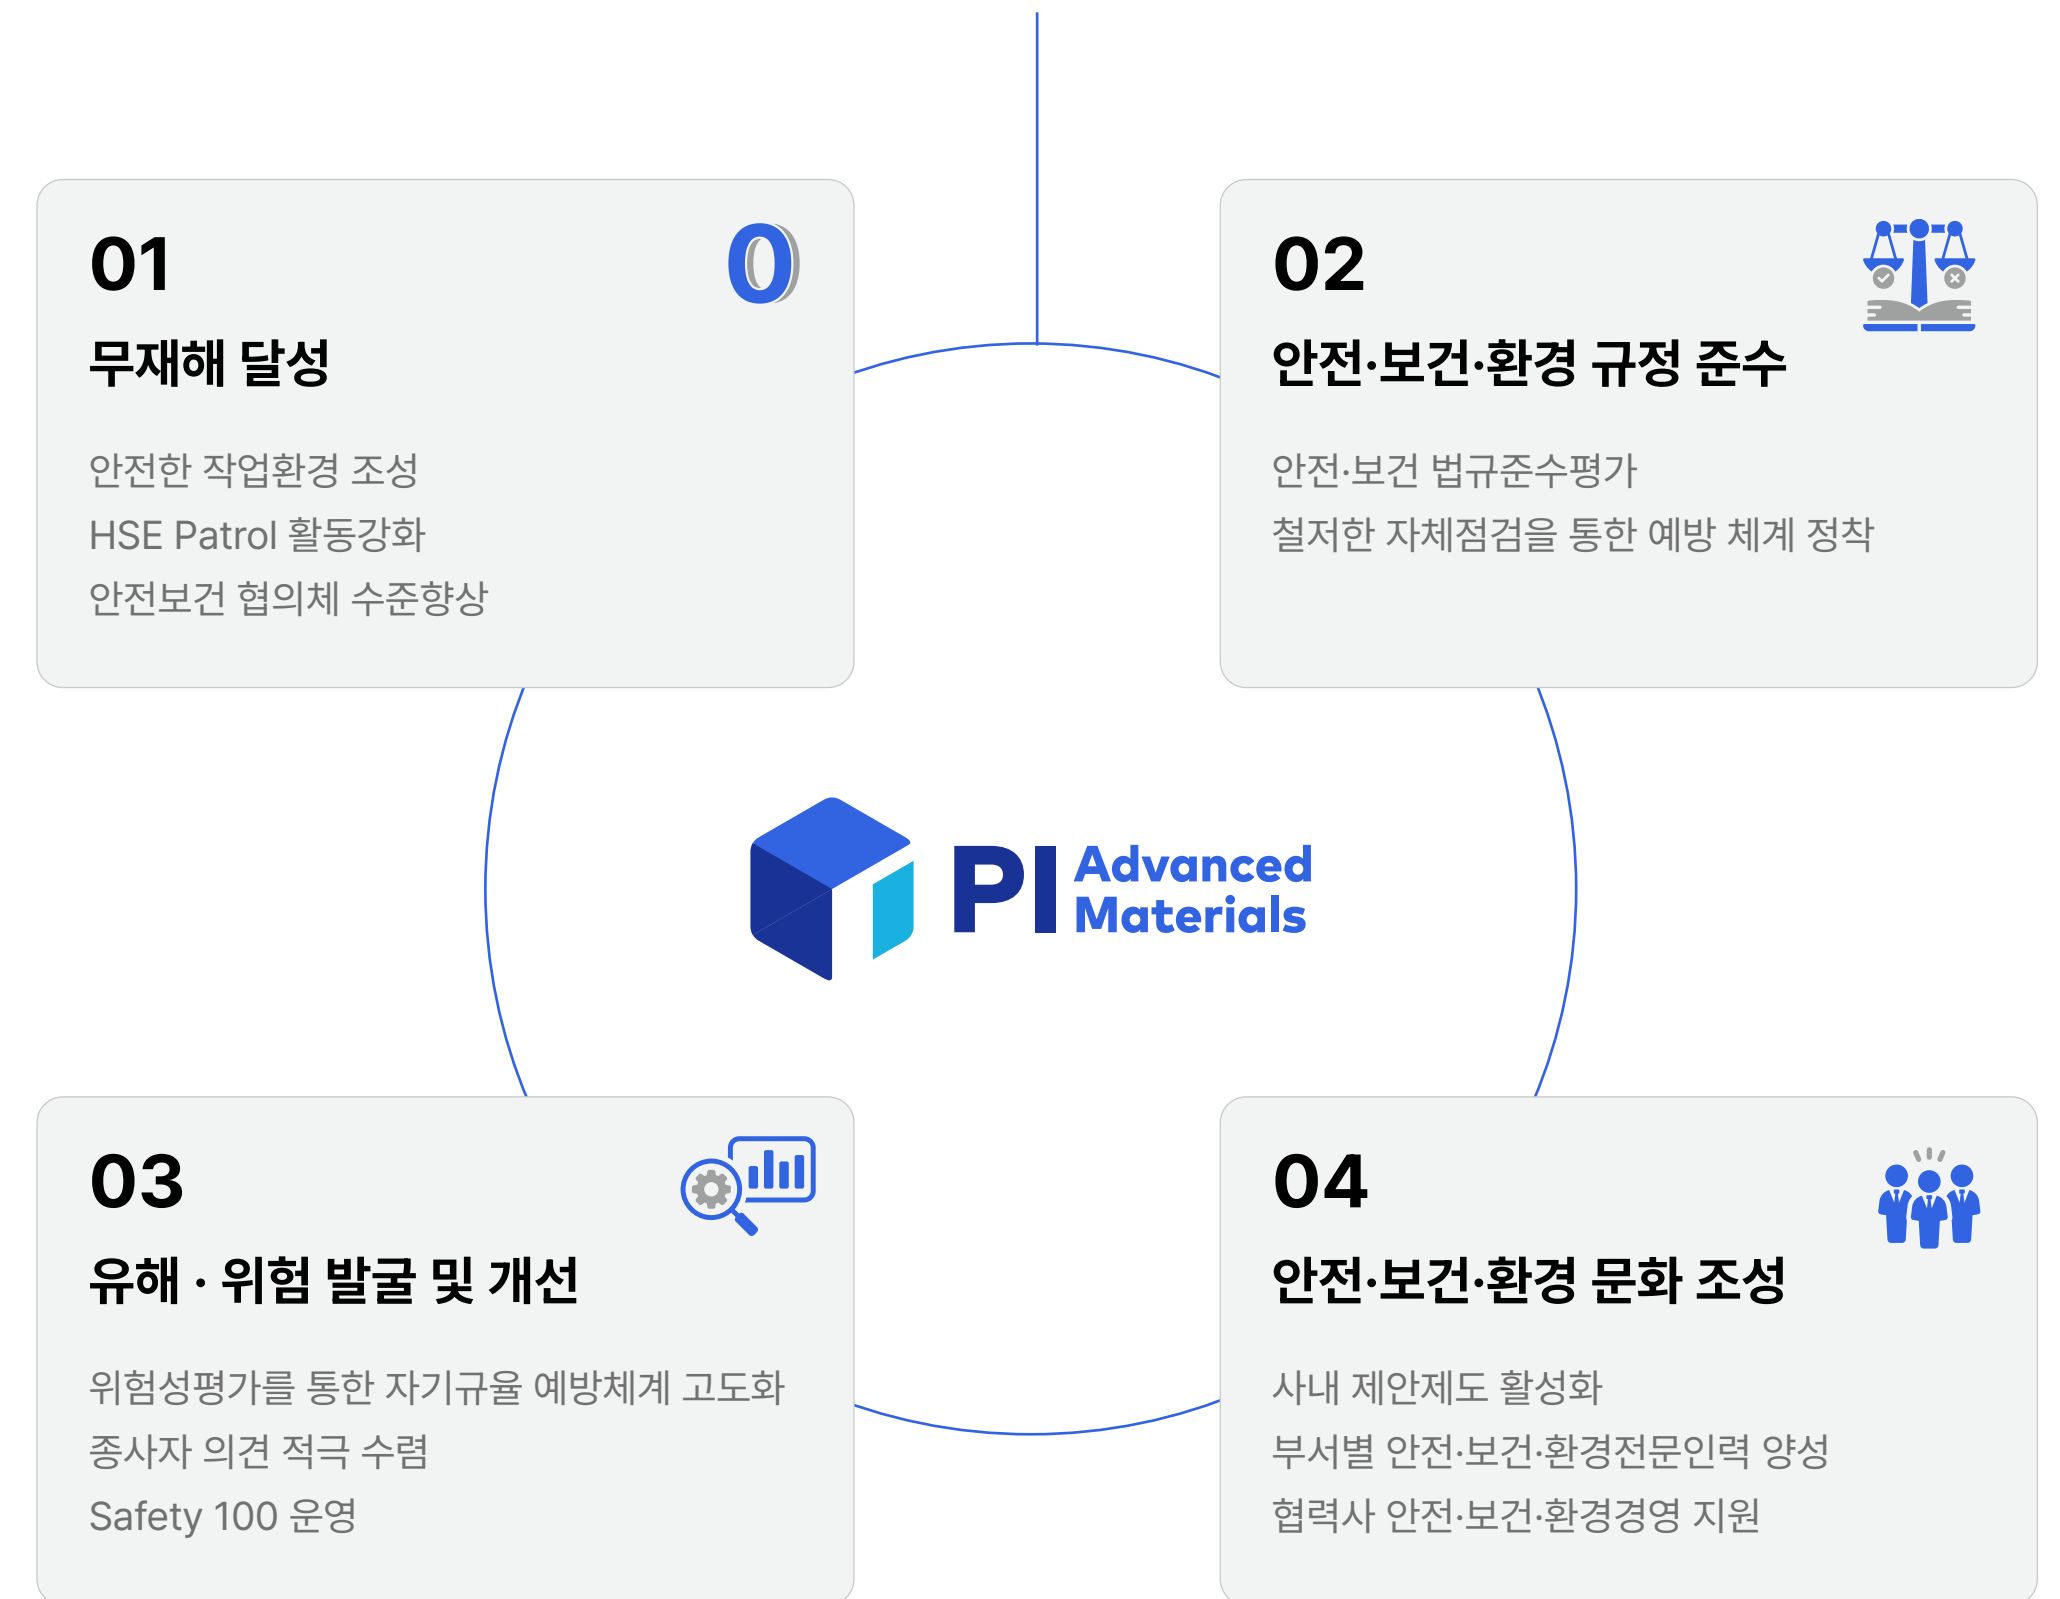 01
0
무재해 달성
안전한 작업환경 조성
HSE Patrol 활동강화
안전보건 협의체 수준향상
02
안전·보건·환경 규정 준수
안전·보건 법규준수평가
철저한 자체점검을 통한 예방 체계 정착
PI Advanced
Materials
03
유해 · 위험 발굴 및 개선
위험성평가를 통한 자기규율 예방체계 고도화
종사자 의견 적극 수렴
Safety 100 운영
04
안전·보건·환경 문화 조성
사내 제안제도 활성화
부서별 안전·보건·환경전문인력 양성
협력사 안전·보건·환경경영 지원